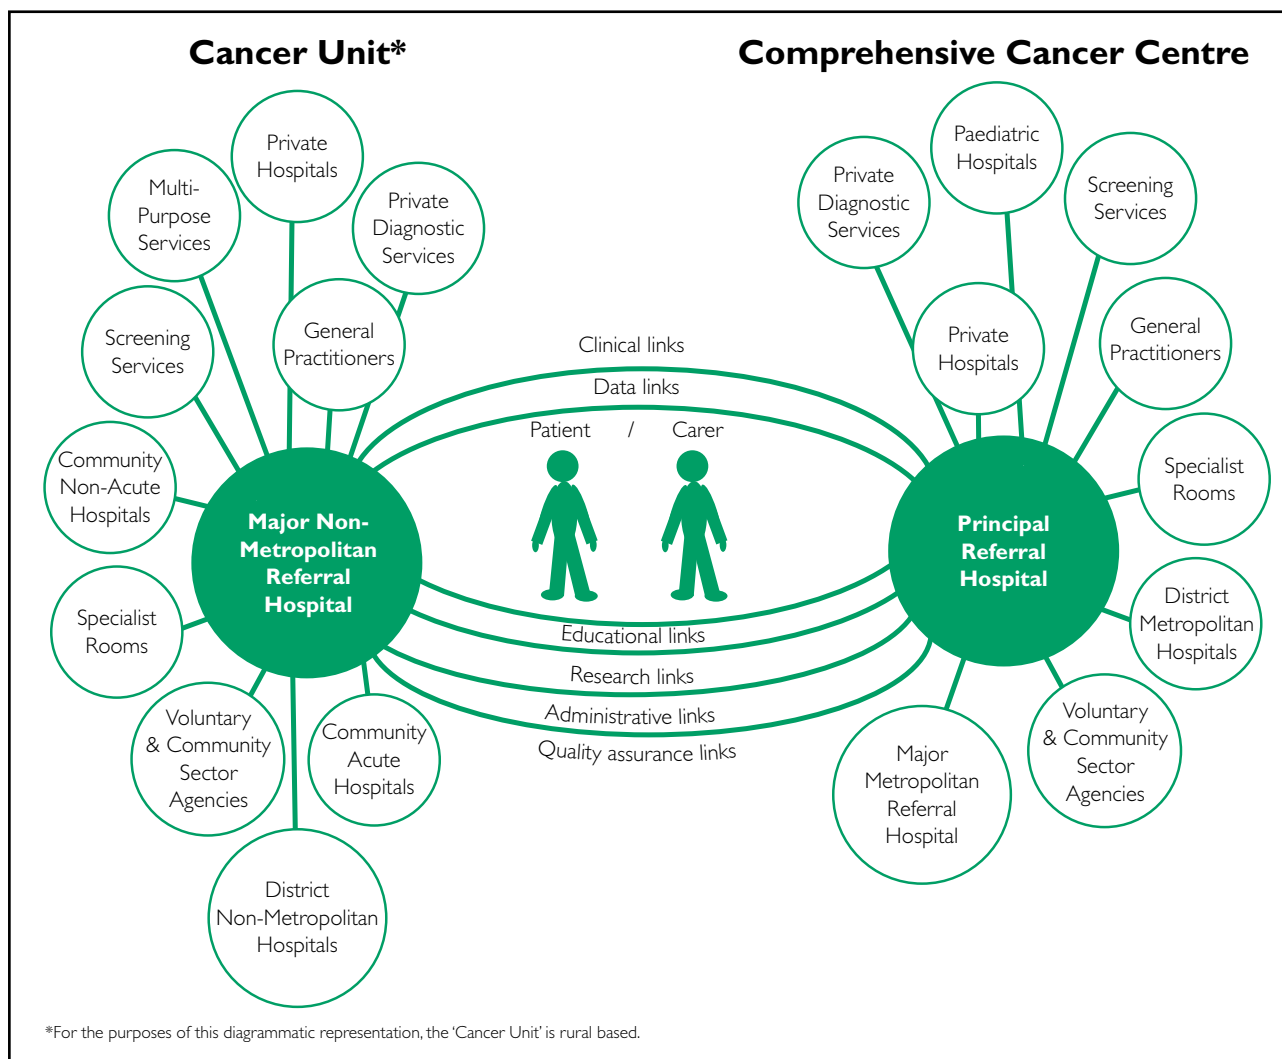 Cancer Unit*
Comprehensive Cancer Centre
Private
Hospitals
Multi-
Purpose
Services
Private
Diagnostic
Services
Screening
Services
General
Practitioners
Community
Non-Acute
Hospitals
Major Non-
Metropolitan
Referral
Hospital
Specialist
Rooms
Voluntary
& Community
Sector
Agencies
Community
Acute
Hospitals
District
Non-Metropolitan
Hospitals
Clinical links
Data links
Patient / Carer
Educational links
Research links
Administrative links
Quality assurance links
Paediatric
Hospitals
Private
Diagnostic
Services
Screening
Services
Private
Hospitals
General
Practitioners
Specialist
Rooms
Principal
Referral
Hospital
District
Metropolitan
Hospitals
Voluntary
& Community
Sector
Agencies
Major
Metropolitan
Referral
Hospital
*For the purposes of this diagrammatic representation, the ‘Cancer Unit’ is rural based.